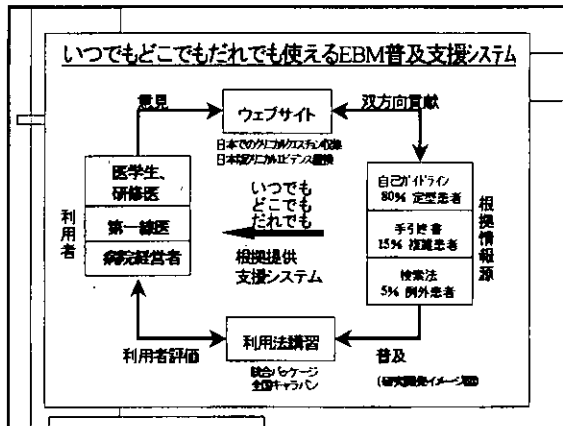 いつでもどこでもだれでも使えるEBM普及支援システム
意見
ウェブサイト
双方向貢献
日本でのクリニカルクエスチョン収集
日本版クリニカルエビデンス
利用者
医学生、
研修医
第一線医
病院経営者
いつでも
どこでも
だれでも
根拠提供
支援システム
自己ガイドライン
80% 定型患者
手引き書
15% 複雑患者
検索法
5% 例外患者
根拠情報源
利用者評価
利用法講習
統合パッケージ
全国キャラバン
普及
(研究開発イメージ図)